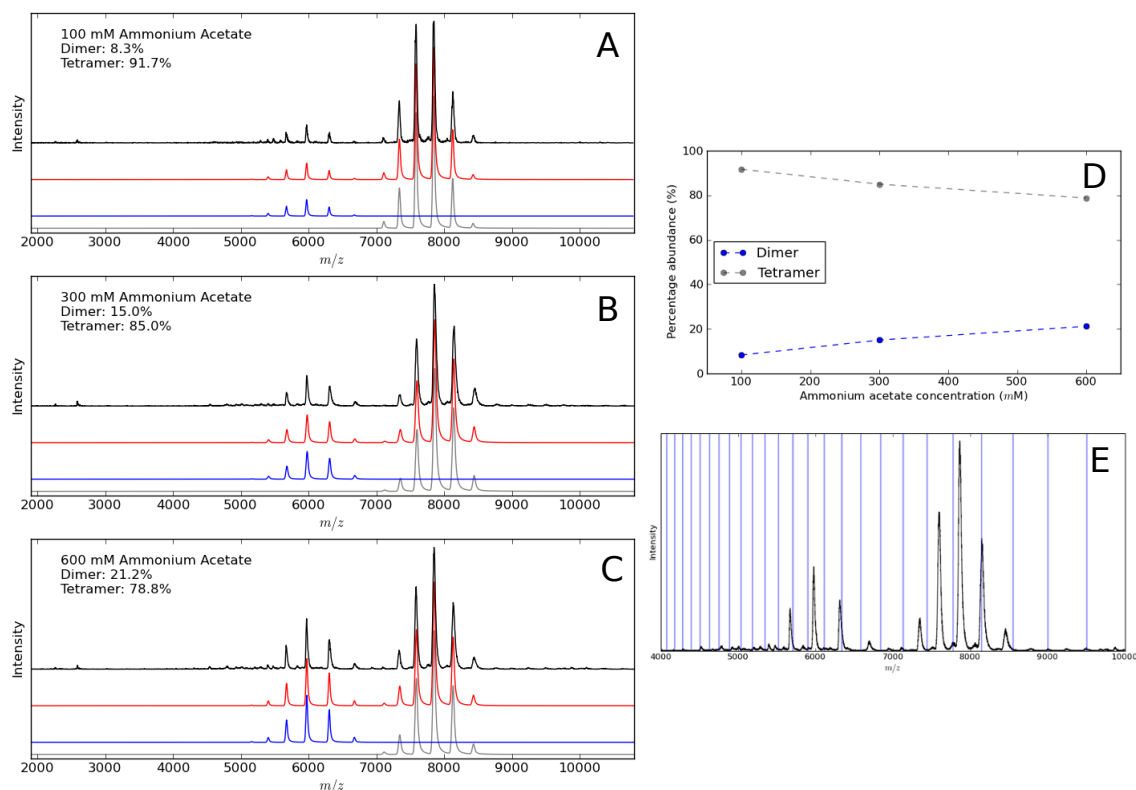 100 mM Ammonium Acetate
Dimer: 8.3%
Tetramer: 91.7%
A
Intensity
2000 3000 4000 5000 6000 7000 8000 9000 10000
m/z
300 mM Ammonium Acetate
Dimer: 15.0%
Tetramer: 85.0%
B
Intensity
2000 3000 4000 5000 6000 7000 8000 9000 10000
m/z
600 mM Ammonium Acetate
Dimer: 21.2%
Tetramer: 78.8%
C
Intensity
2000 3000 4000 5000 6000 7000 8000 9000 10000
m/z
100
80
60
40
20
0
Percentage abundance (%)
D
Dimer
Tetramer
100 200 300 400 500 600
Ammonium acetate concentration (mM)
E
Intensity
4000 5000 6000 7000 8000 9000 10000
m/z